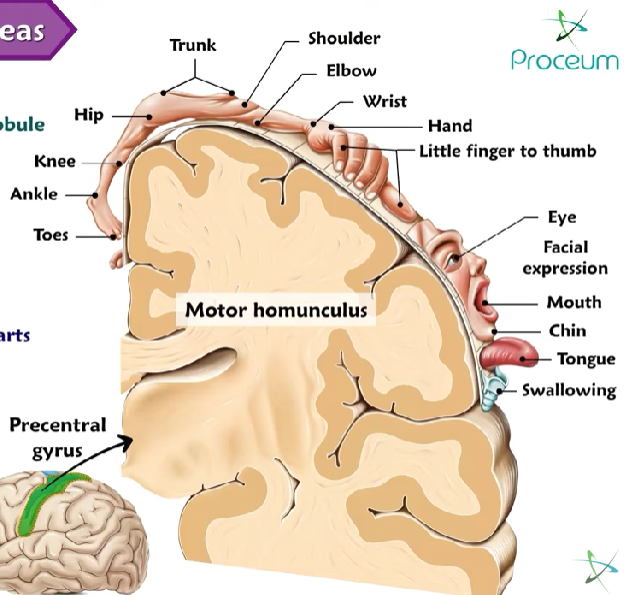 eas
Proceum
Trunk
Shoulder
Elbow
Wrist
Hip
Hand
obule
Little finger to thumb
Knee
Ankle
Toes
Eye
Facial
expression
Motor homunculus
Mouth
Chin
arts
Tongue
Swallowing
Precentral
gyrus